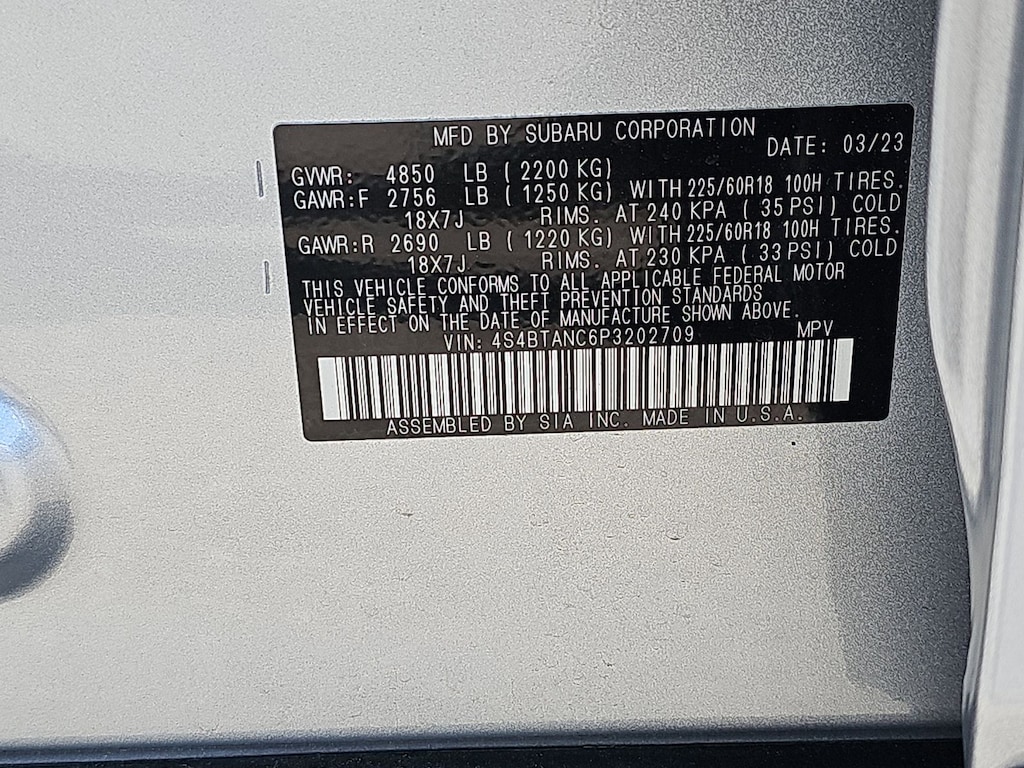 MFD BY SUBARU CORPORATION
DATE: 03/23
GVWR: 4850 LB ( 2200 KG)
GAWR:F 2756 LB ( 1250 KG) WITH 225/60R18 100H TIRES.
18X7J RIMS. AT 240 KPA ( 35 PSI) COLD
GAWR:R 2690 LB ( 1220 KG) WITH 225/60R18 100H TIRES.
18X7J RIMS. AT 230 KPA ( 33 PSI) COLD
THIS VEHICLE CONFORMS TO ALL APPLICABLE FEDERAL MOTOR
VEHICLE SAFETY AND THEFT PREVENTION STANDARDS
IN EFFECT ON THE DATE OF MANUFACTURE SHOWN ABOVE.
VIN: 4S4BTANC6P3202709 MPV
ASSEMBLED BY SIA INC. MADE IN U.S.A.